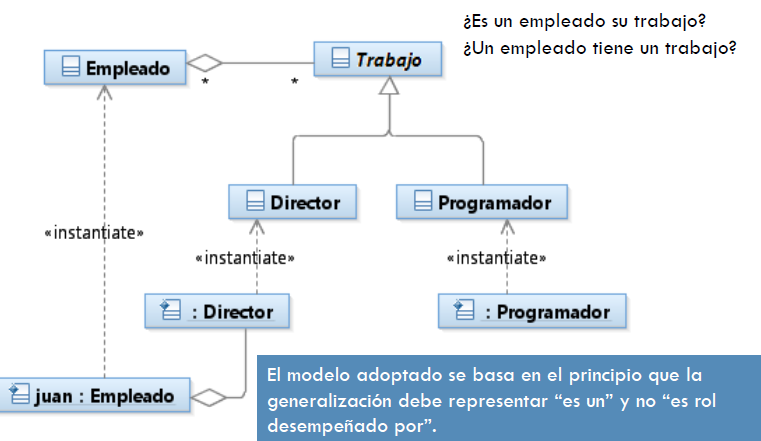 ¿Es un empleado su trabajo?
¿Un empleado tiene un trabajo?
Empleado
Trabajo
*
*
Director
Programador
«instantiate»
«instantiate»
«instantiate»
: Director
: Programador
juan : Empleado
El modelo adoptado se basa en el principio que la
generalización debe representar “es un” y no “es rol
desempeñado por”.